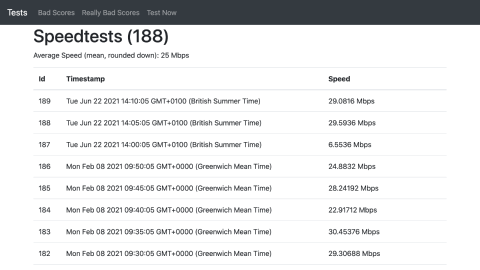 Tests Bad Scores Really Bad Scores Test Now
Speedtests (188)
Average Speed (mean, rounded down): 25 Mbps
Id Timestamp Speed
189 Tue Jun 22 2021 14:10:05 GMT+0100 (British Summer Time) 29.0816 Mbps
188 Tue Jun 22 2021 14:05:05 GMT+0100 (British Summer Time) 29.5936 Mbps
187 Tue Jun 22 2021 14:00:05 GMT+0100 (British Summer Time) 6.5536 Mbps
186 Mon Feb 08 2021 09:50:05 GMT+0000 (Greenwich Mean Time) 24.8832 Mbps
185 Mon Feb 08 2021 09:45:05 GMT+0000 (Greenwich Mean Time) 28.24192 Mbps
184 Mon Feb 08 2021 09:40:05 GMT+0000 (Greenwich Mean Time) 22.91712 Mbps
183 Mon Feb 08 2021 09:35:05 GMT+0000 (Greenwich Mean Time) 30.45376 Mbps
182 Mon Feb 08 2021 09:30:05 GMT+0000 (Greenwich Mean Time) 29.30688 Mbps